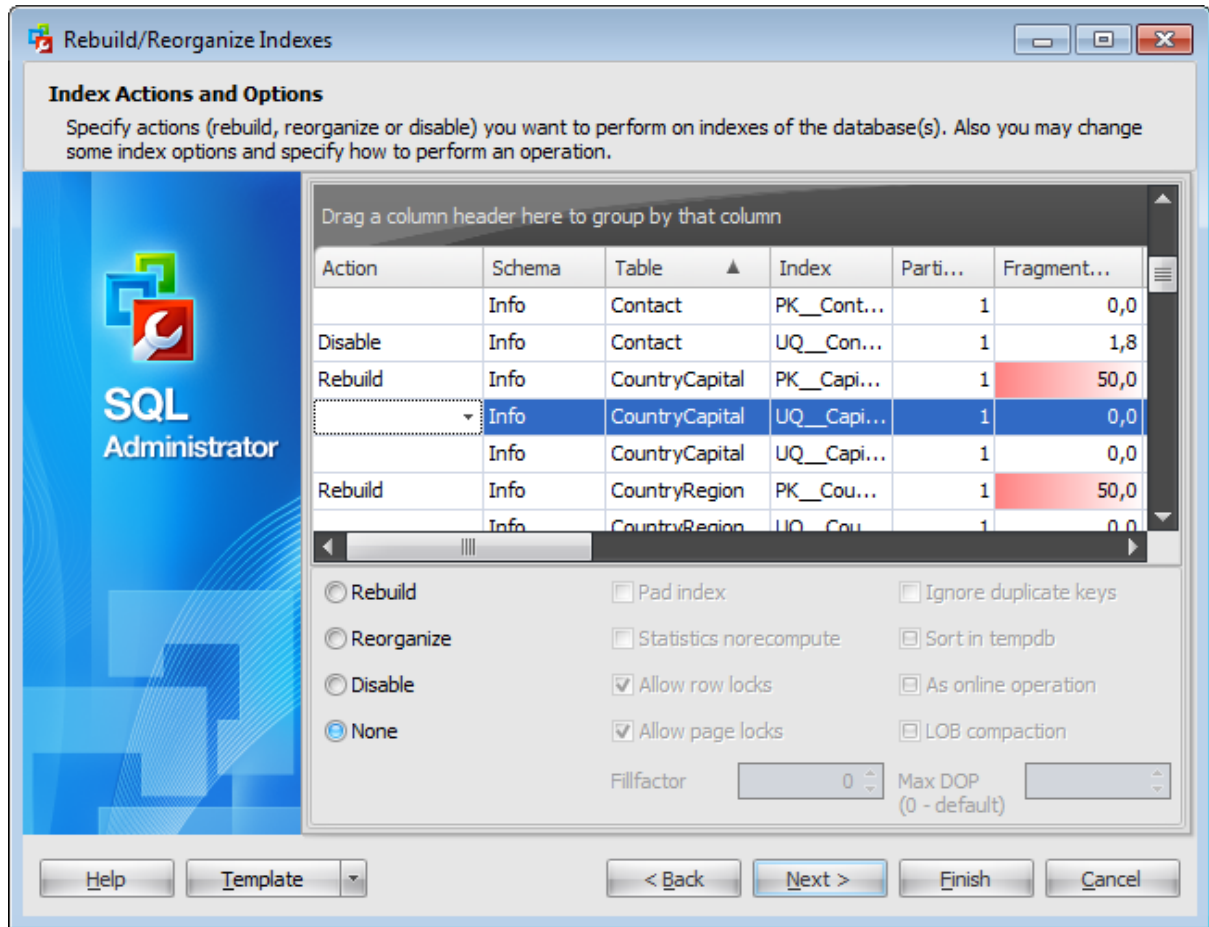 Rebuild/Reorganize Indexes
Index Actions and Options
Specify actions (rebuild, reorganize or disable) you want to perform on indexes of the database(s). Also you may change
some index options and specify how to perform an operation.
SQL
Administrator
Drag a column header here to group by that column
Action Schema Table Index Parti... Fragment...
Info Contact PK__Cont... 1 0,0
Disable Info Contact UQ__Con... 1 1,8
Rebuild Info CountryCapital PK__Capi... 1 50,0
Info CountryCapital UQ__Capi... 1 0,0
Info CountryCapital UQ__Capi... 1 0,0
Rebuild Info CountryRegion PK__Cou... 1 50,0
Info CountryRegion UQ__Cou 1 0,0
Rebuild Pad index Ignore duplicate keys
Reorganize Statistics norecompute Sort in tempdb
Disable Allow row locks As online operation
None Allow page locks LOB compaction
Fillfactor 0 Max DOP
(0 - default)
Help Template < Back Next > Finish Cancel